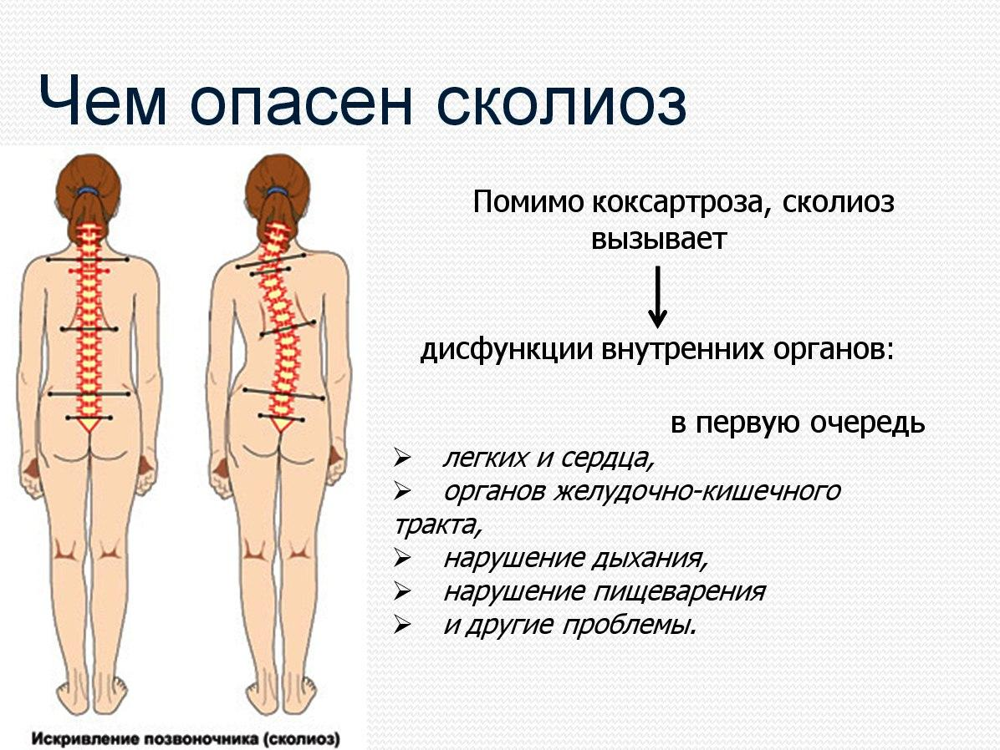 Чем опасен сколиоз
Помимо коксартроза, сколиоз
вызывает
дисфункции внутренних органов:
в первую очередь
легких и сердца,
органов желудочно-кишечного
тракта,
нарушение дыхания,
нарушение пищеварения
и другие проблемы.
Искривление позвоночника (сколиоз)